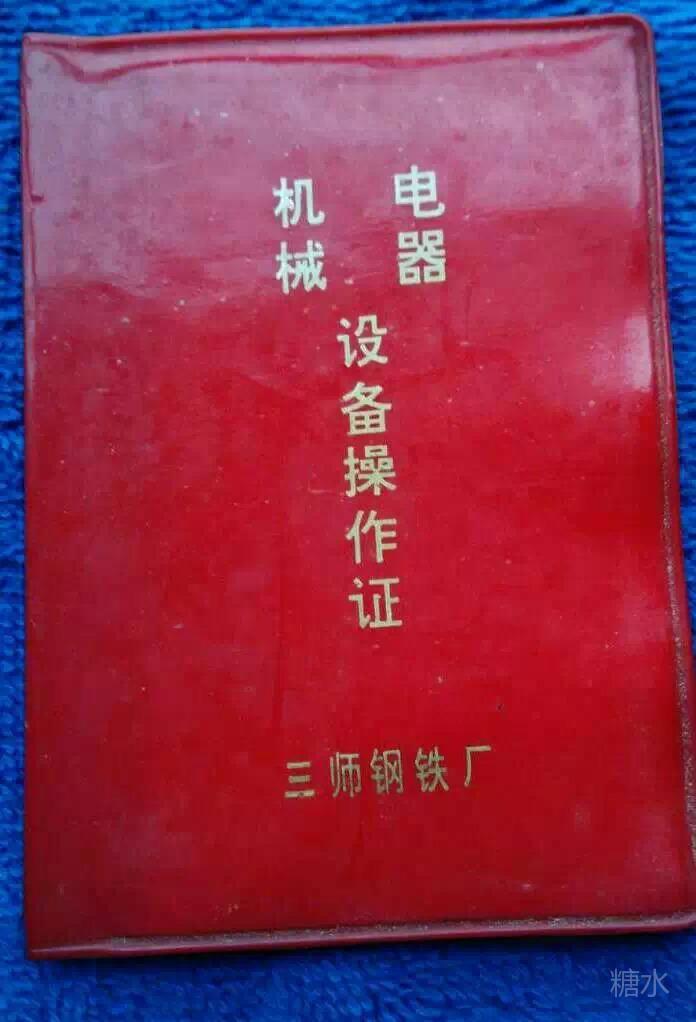 机械 电器
设备操作证
三师钢铁厂
糖水